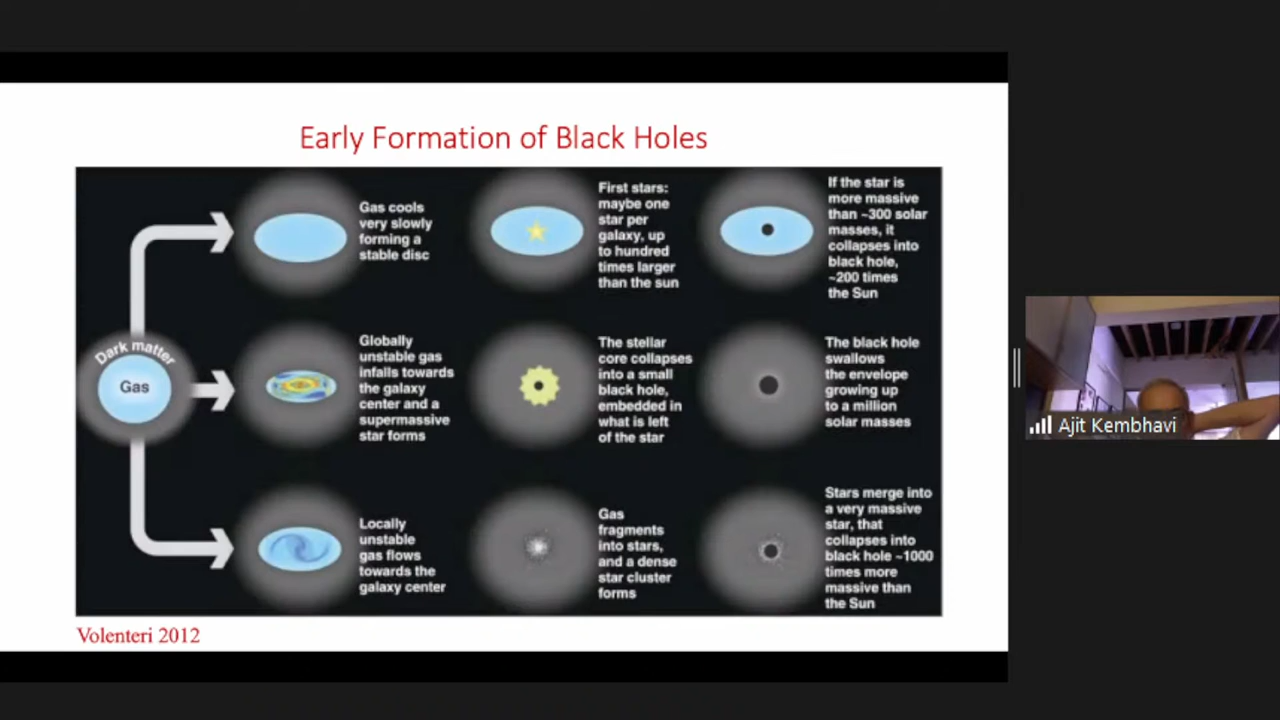 Early Formation of Black Holes
Dark matter
Gas
Gas cools
very slowly
forming a
stable disc
First stars:
maybe one
star per
galaxy, up
to hundred
times larger
than the sun
If the star is
more massive
than ~300 solar
masses, it
collapses into
black hole,
~200 times
the Sun
Globally
unstable gas
infalls towards
the galaxy
center and a
supermassive
star forms
The stellar
core collapses
into a small
black hole,
embedded in
what is left
of the star
The black hole
swallows
the envelope
growing up
to a million
solar masses
Locally
unstable
gas flows
towards the
galaxy center
Gas
fragments
into stars,
and a dense
star cluster
forms
Stars merge into
a very massive
star, that
collapses into
black hole ~1000
times more
massive than
the Sun
Volenteri 2012
Ajit Kembhavi